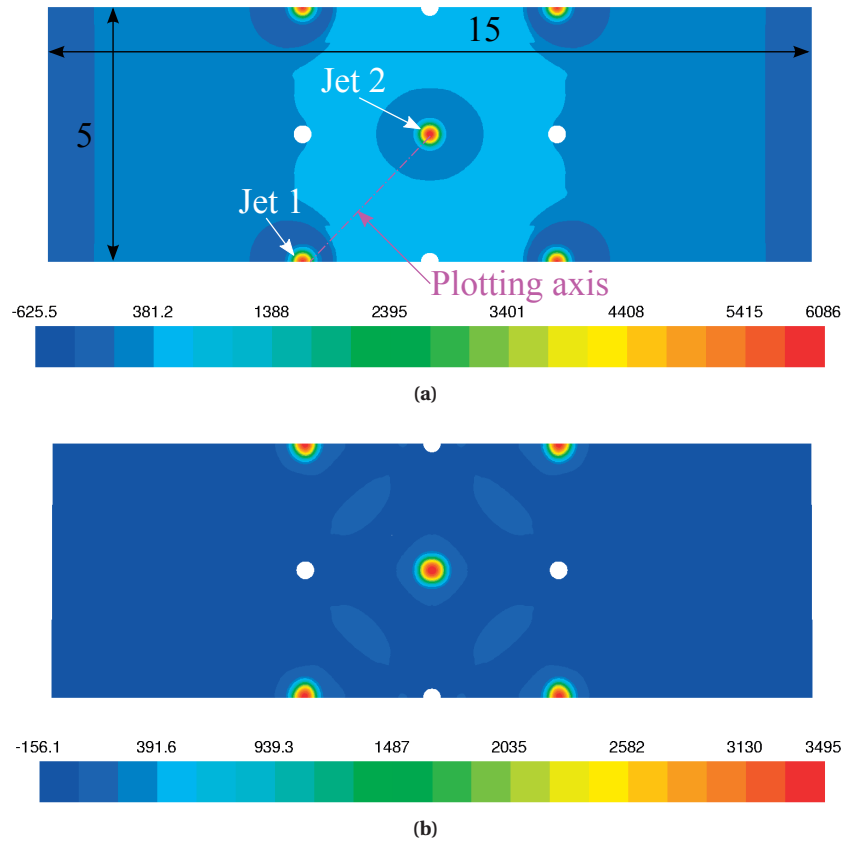 15
Jet 2
5
Jet 1
Plotting axis
-625.5 381.2 1388 2395 3401 4408 5415 6086
(a)
-156.1 391.6 939.3 1487 2035 2582 3130 3495
(b)